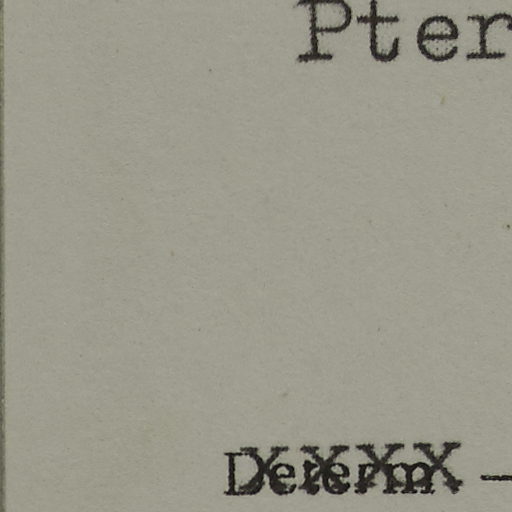 Pter
Determ —